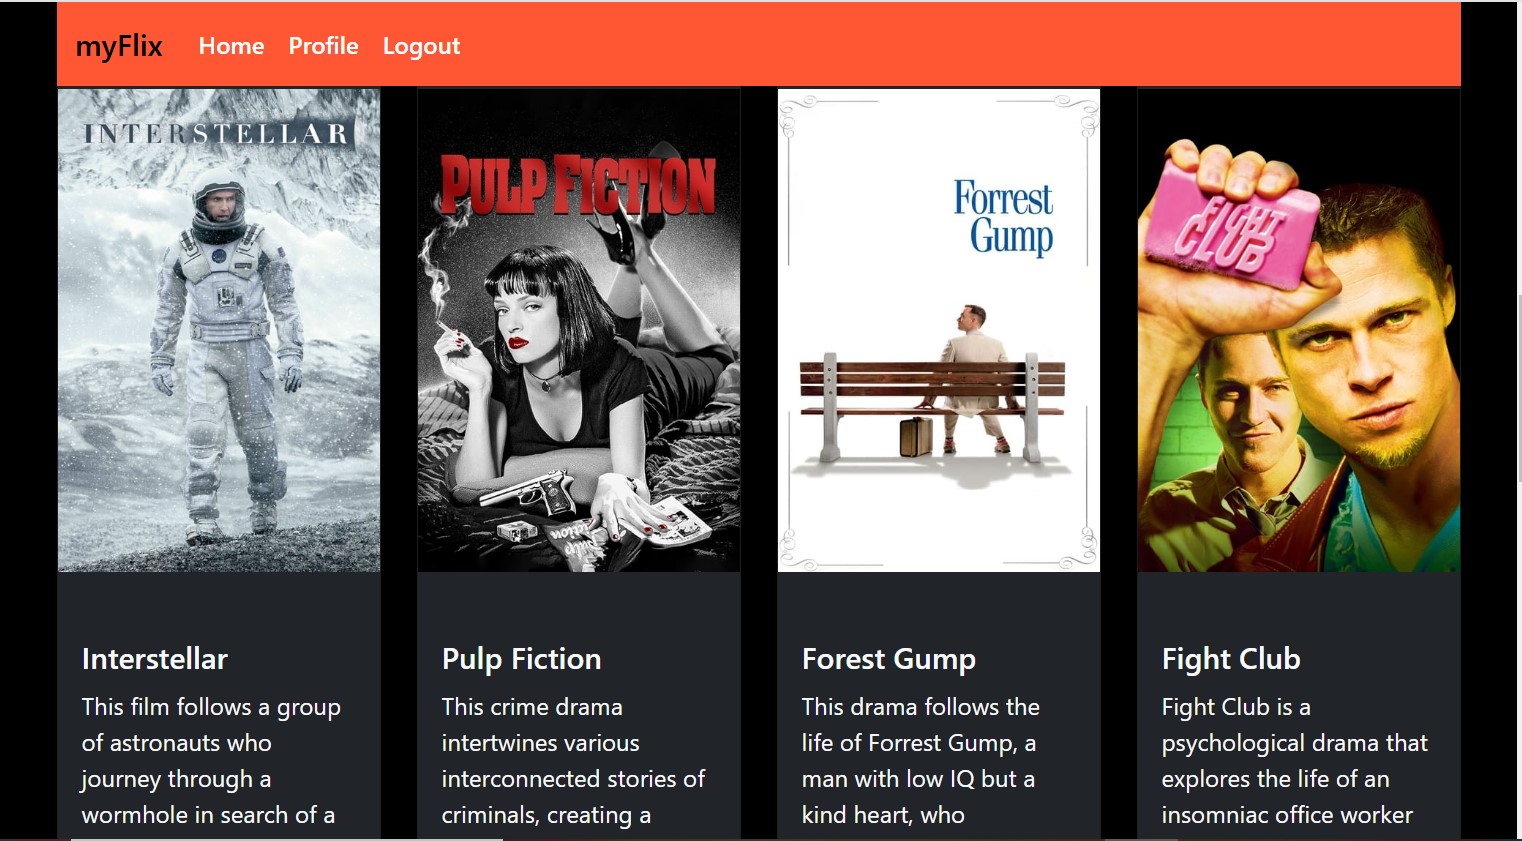 myFlix Home Profile Logout
INTERSTELLAR
PULP FICTION
Forrest
Gump
FIGHT
CLUB
Interstellar
This film follows a group
of astronauts who
journey through a
wormhole in search of a
Pulp Fiction
This crime drama
intertwines various
interconnected stories of
criminals, creating a
Forest Gump
This drama follows the
life of Forrest Gump, a
man with low IQ but a
kind heart, who
Fight Club
Fight Club is a
psychological drama that
explores the life of an
insomniac office worker